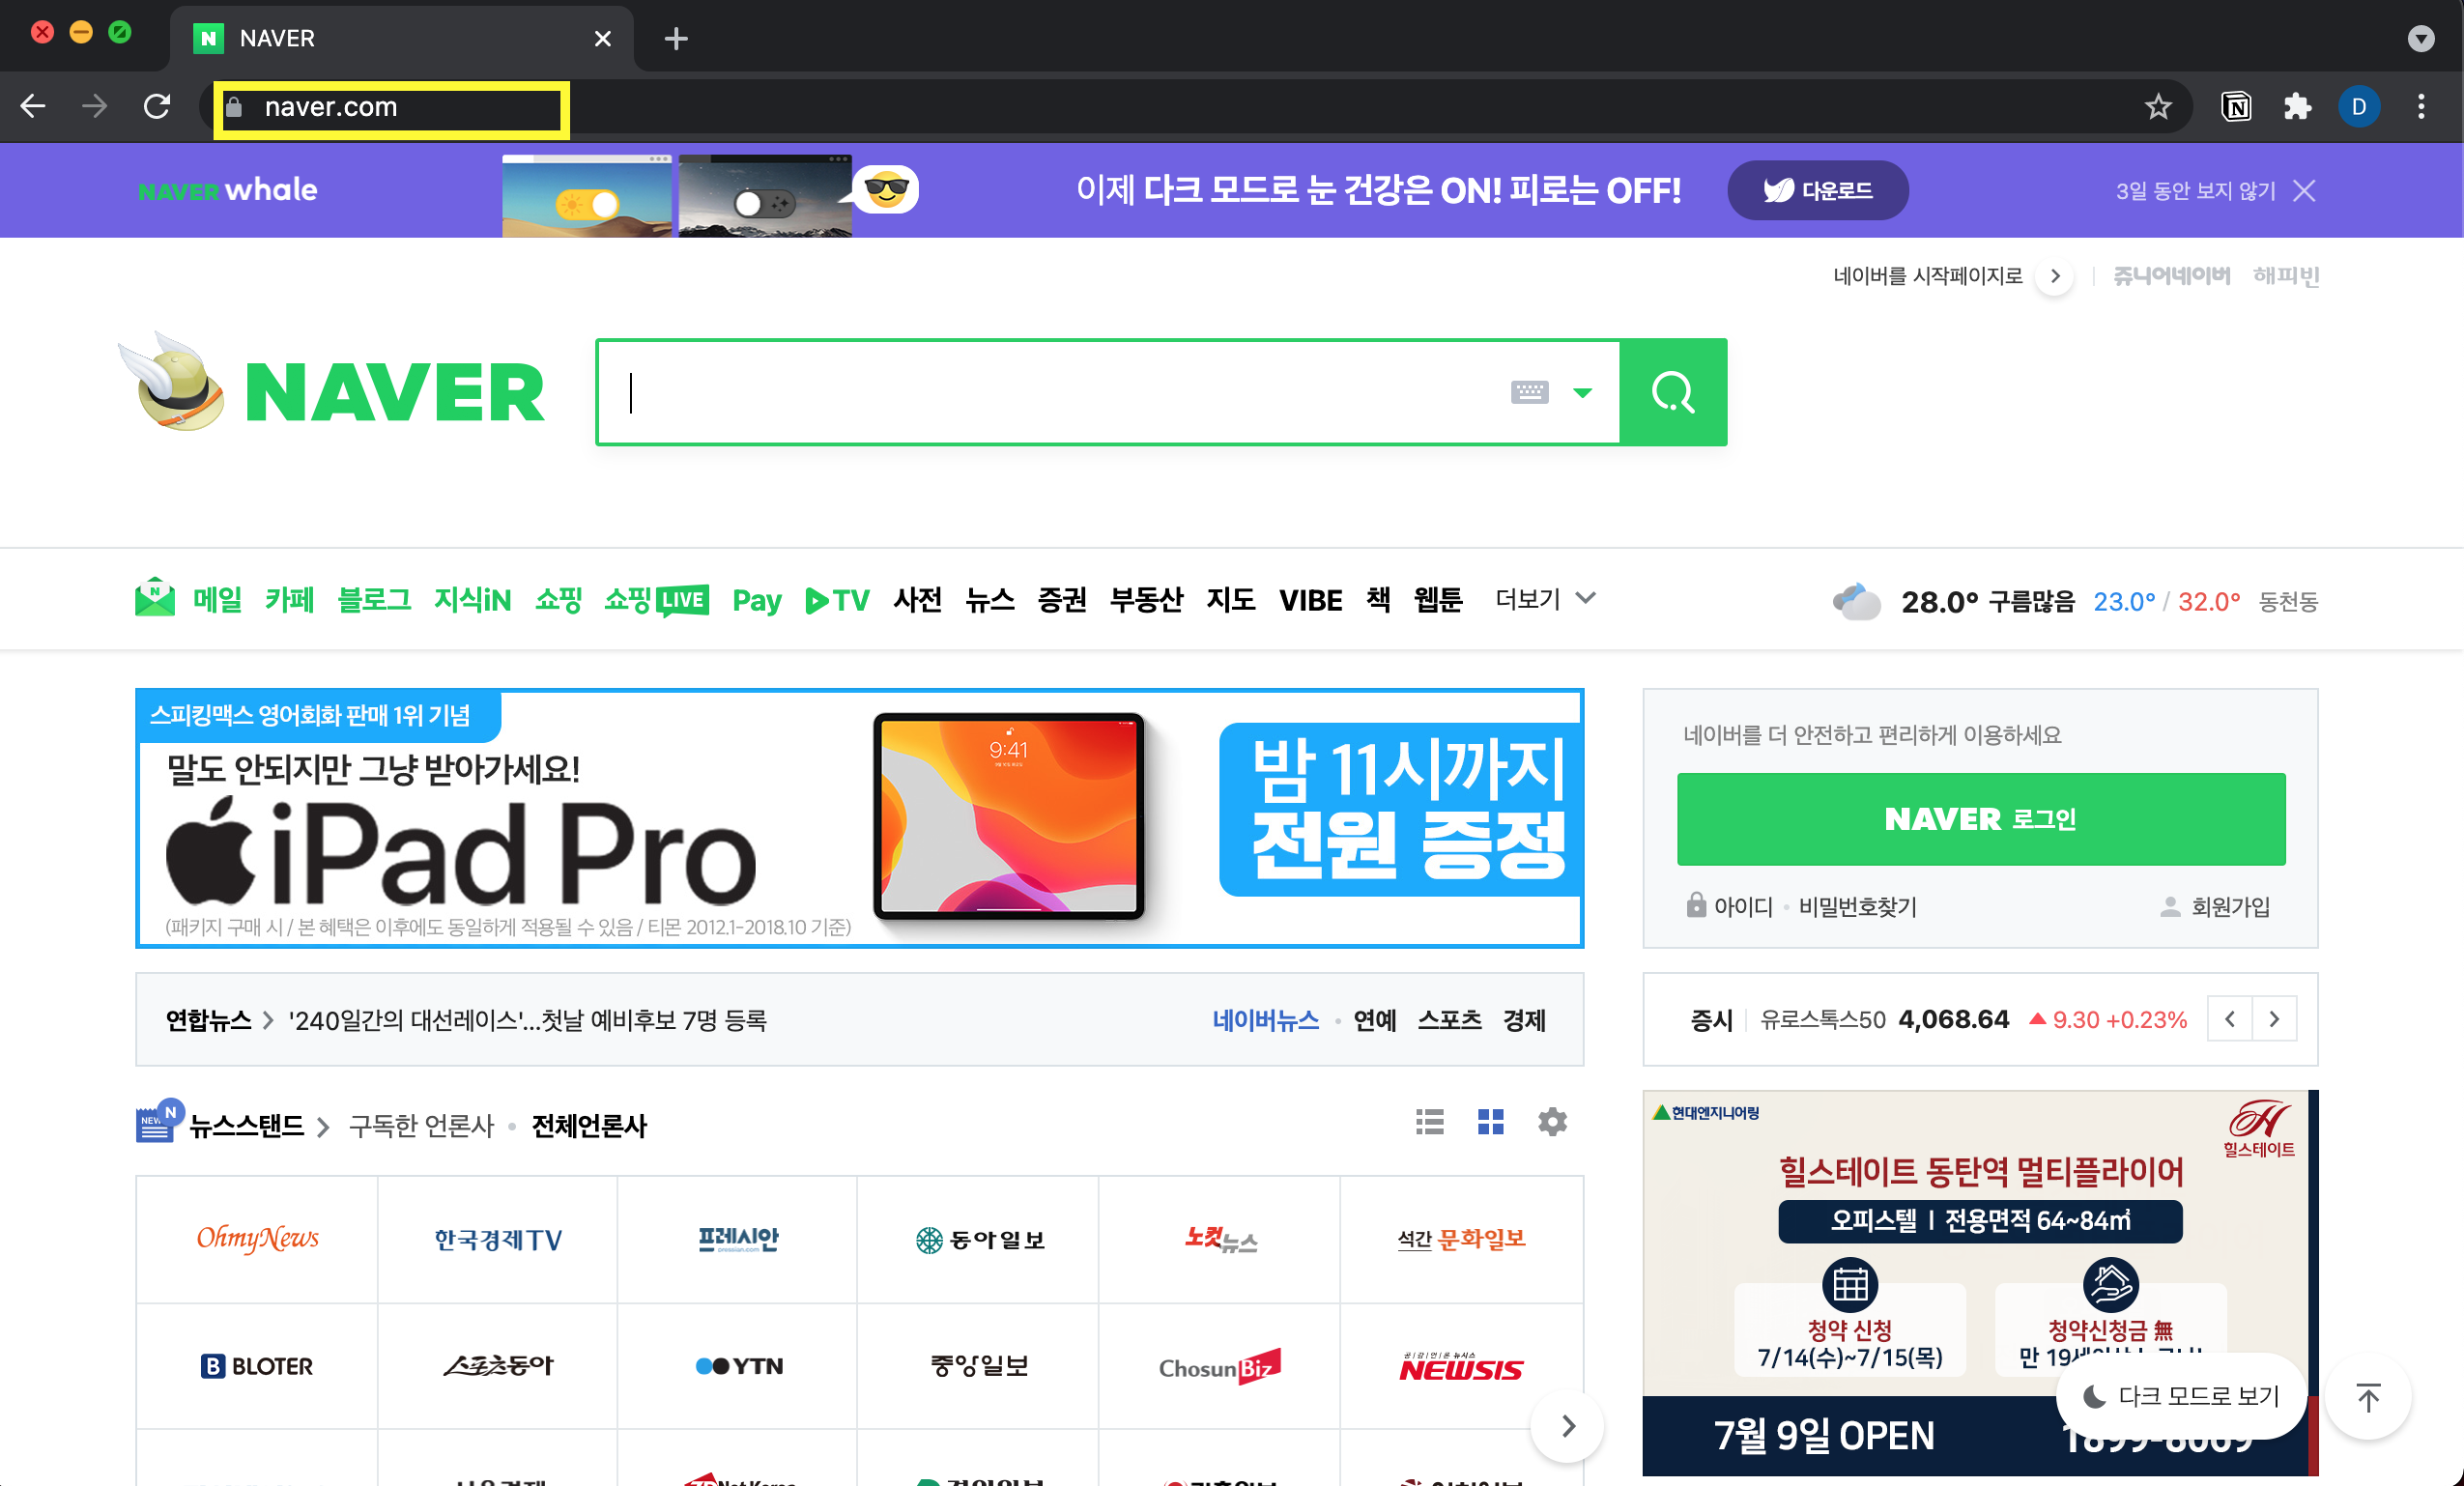 NAVER
naver.com
D
NAVER whale
이제 다크 모드로 눈 건강은 ON! 피로는 OFF!
다운로드
3일 동안 보지 않기
네이버를 시작페이지로
쥬니어네이버 해피빈
NAVER
메일 카페 블로그 지식iN 쇼핑 쇼핑LIVE Pay TV 사전 뉴스 증권 부동산 지도 VIBE 책 웹툰 더보기
28.0° 구름많음 23.0° / 32.0° 동천동
스피킹맥스 영어회화 판매 1위 기념
말도 안되지만 그냥 받아가세요!
iPad Pro
(패키지 구매 시 / 본 혜택은 이후에도 동일하게 적용될 수 있음 / 티몬 2012.1-2018.10 기준)
9:41
밤 11시까지
전원 증정
네이버를 더 안전하고 편리하게 이용하세요
NAVER 로그인
아이디 · 비밀번호찾기
회원가입
연합뉴스 > '240일간의 대선레이스'...첫날 예비후보 7명 등록
네이버뉴스 · 연예 스포츠 경제
증시 유로스톡스50 4,068.64 ▲ 9.30 +0.23%
NEW N
뉴스스탠드 > 구독한 언론사 · 전체언론사
OhmyNews 한국경제TV 프레시안 pressian.com 동아일보 노컷뉴스 석간 문화일보
B BLOTER 스포츠동아 YTN 중앙일보 ChosunBiz NEWSIS
현대엔지니어링
힐스테이트
힐스테이트 동탄역 멀티플라이어
오피스텔 | 전용면적 64~84㎡
청약 신청
7/14(수)~7/15(목)
청약신청금 無
만 19세이상
7월 9일 OPEN
다크 모드로 보기